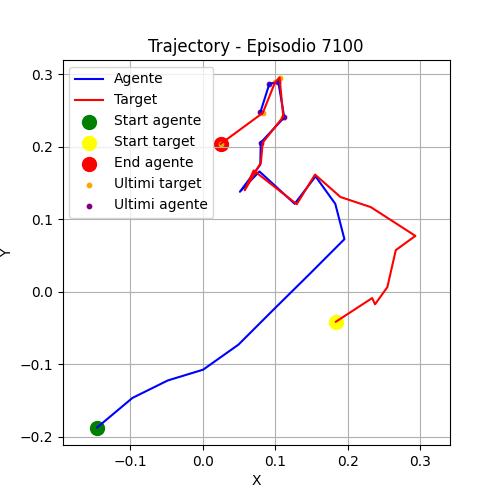 Trajectory - Episodio 7100
Agente
Target
Start agente
Start target
End agente
Ultimi target
Ultimi agente
0.3
0.2
0.1
0.0
−0.1
−0.2
Y
−0.1
0.0
0.1
0.2
0.3
X